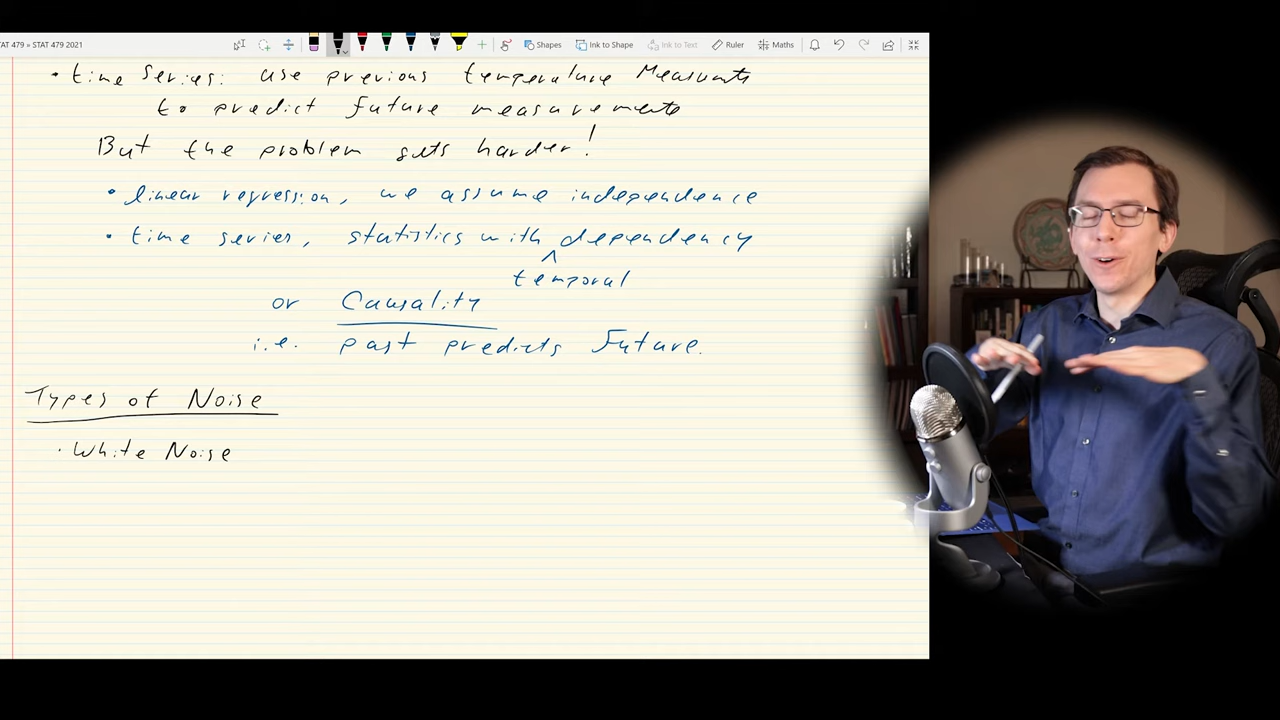 AT 479 » STAT 479 2021
Shapes Ink to Shape Ink to Text Ruler Maths
• time series: use previous temperature
to predict future measurements
But the problem gets harder!
• linear regression, we assume independence
• time series, statistics with dependency
^
temporal
or Causality
i.e. past predicts future.
Types of Noise
• White Noise